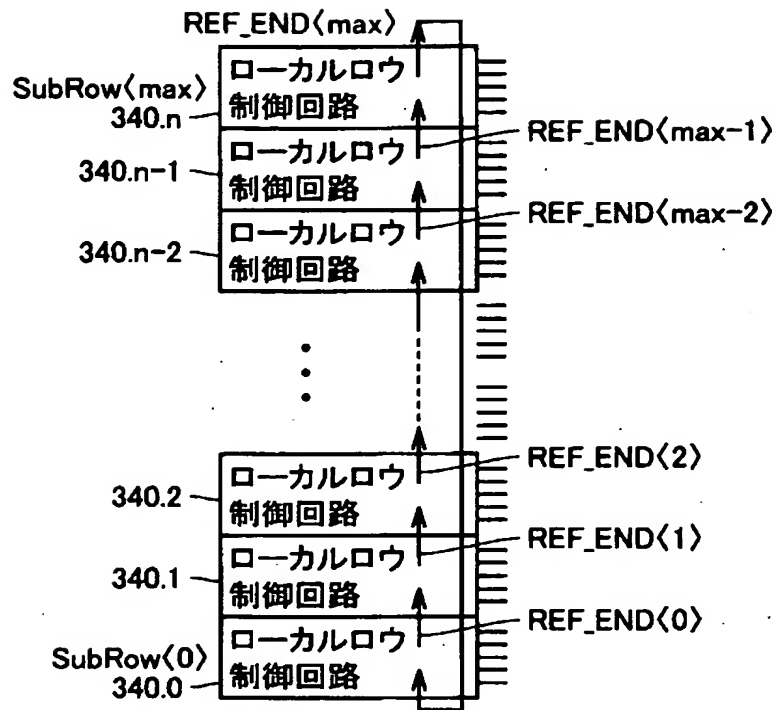 REF_END〈max〉
SubRow〈max〉
340.n
ローカルロウ
制御回路
REF_END〈max-1〉
340.n-1
ローカルロウ
制御回路
REF_END〈max-2〉
340.n-2
ローカルロウ
制御回路
REF_END〈2〉
340.2
ローカルロウ
制御回路
REF_END〈1〉
340.1
ローカルロウ
制御回路
REF_END〈0〉
SubRow〈0〉
340.0
ローカルロウ
制御回路